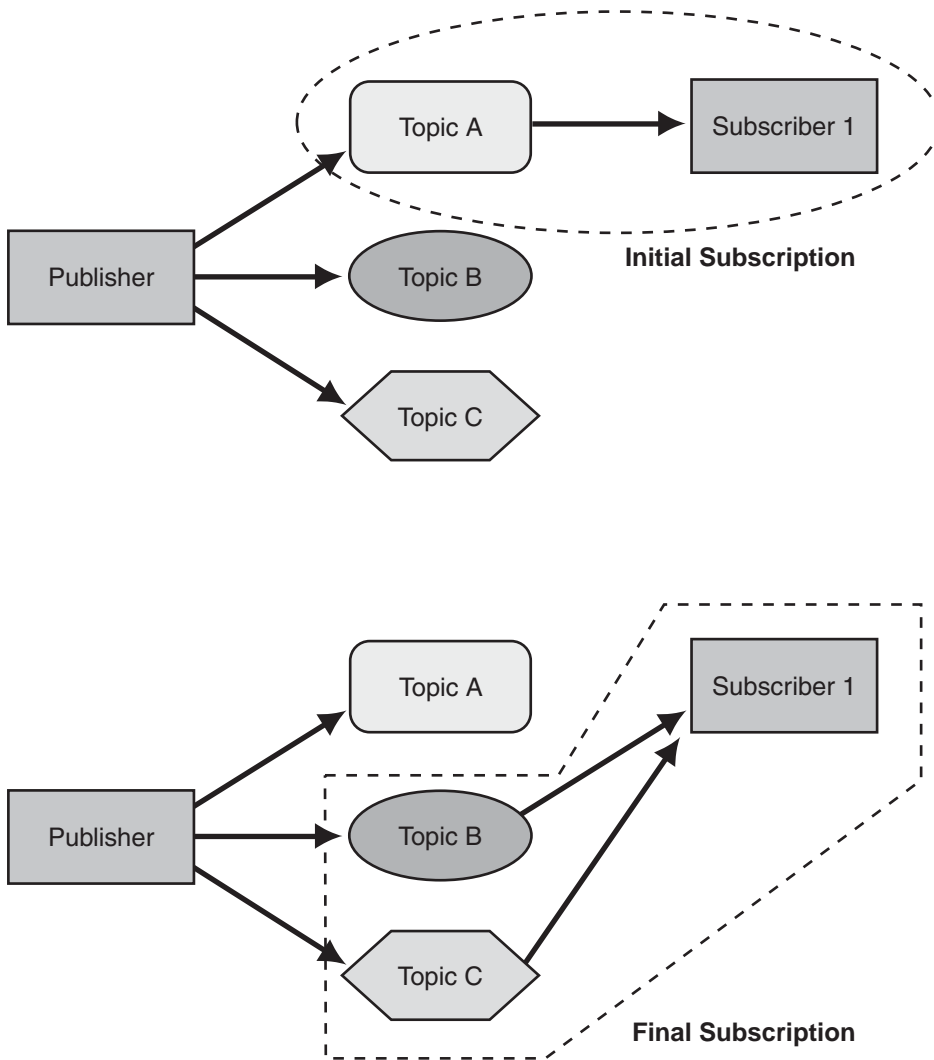 Topic A
Subscriber 1
Initial Subscription
Publisher
Topic B
Topic C
Topic A
Subscriber 1
Publisher
Topic B
Topic C
Final Subscription